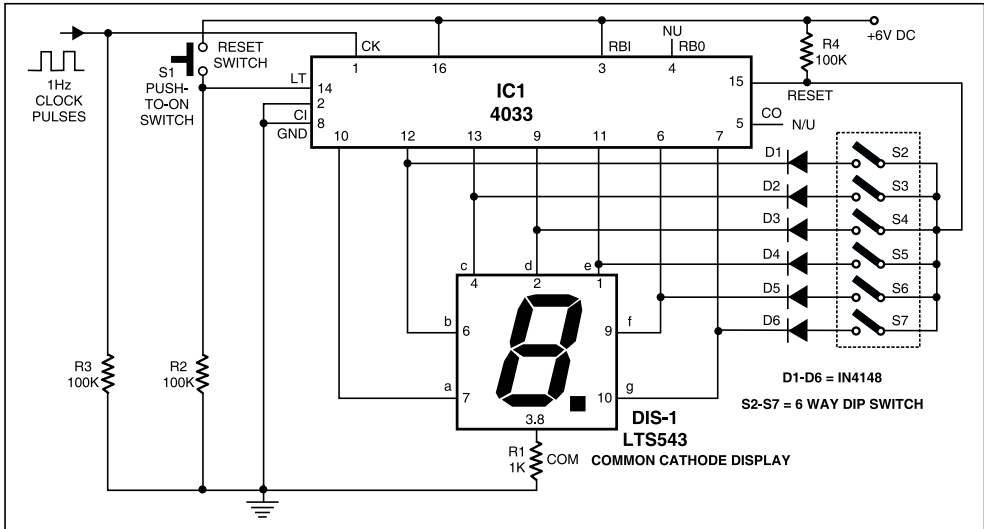 +6V DC
NU
RESET
SWITCH
CK
RBI
RB0
R4
100K
1
16
3
4
1Hz
CLOCK
PULSES
S1
PUSH-
TO-ON
SWITCH
LT
14
IC1
4033
15
RESET
2
CI
8
GND
5
CO
N/U
10
12
13
9
11
6
7
D1
S2
D2
S3
D3
S4
D4
S5
D5
S6
D6
S7
c
d
e
4
2
1
b
6
9
f
a
7
10
g
3.8
R3
100K
R2
100K
R1
1K
COM
DIS-1
LTS543
COMMON CATHODE DISPLAY
D1-D6 = IN4148
S2-S7 = 6 WAY DIP SWITCH